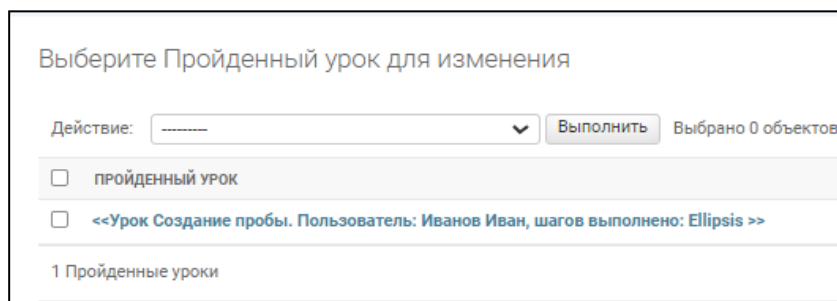 Выберите Пройденный урок для изменения
Действие: --------- Выполнить Выбрано 0 объектов
ПРОЙДЕННЫЙ УРОК
<<Урок Создание пробы. Пользователь: Иванов Иван, шагов выполнено: Ellipsis >>
1 Пройденные уроки